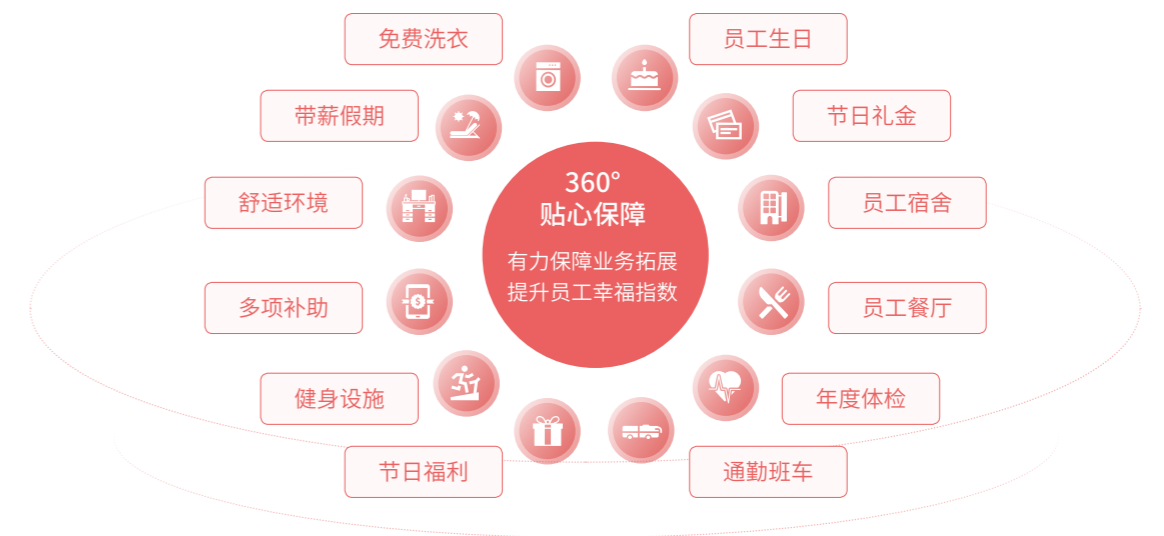 免费洗衣
员工生日
带薪假期
节日礼金
舒适环境
员工宿舍
360°
贴心保障
有力保障业务拓展
提升员工幸福指数
多项补助
员工餐厅
健身设施
年度体检
节日福利
通勤班车